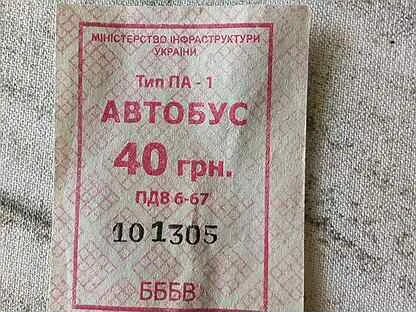 МІНІСТЕРСТВО ІНФРАСТРУКТУРИ
УКРАЇНИ
Тип ПА - 1
АВТОБУС
40 грн.
ПДВ 6-67
101305
БББВ